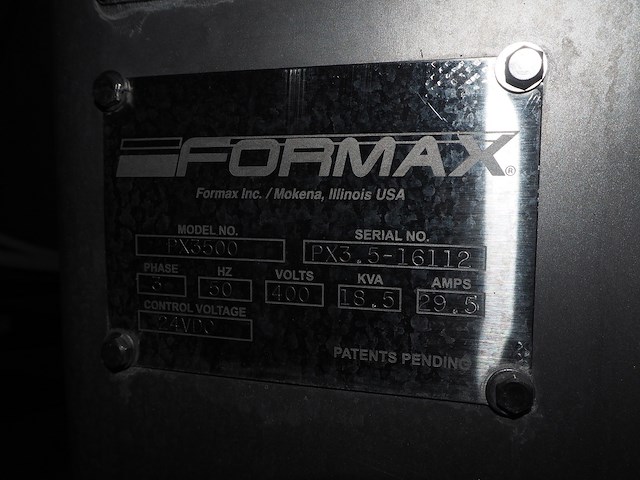 FORMAX®
Formax Inc. / Mokena, Illinois USA
MODEL NO. SERIAL NO.
PX3500 PX3.5-16112
PHASE HZ VOLTS KVA AMPS
3 50 400 18.5 29.5
CONTROL VOLTAGE
24VDC
PATENTS PENDING